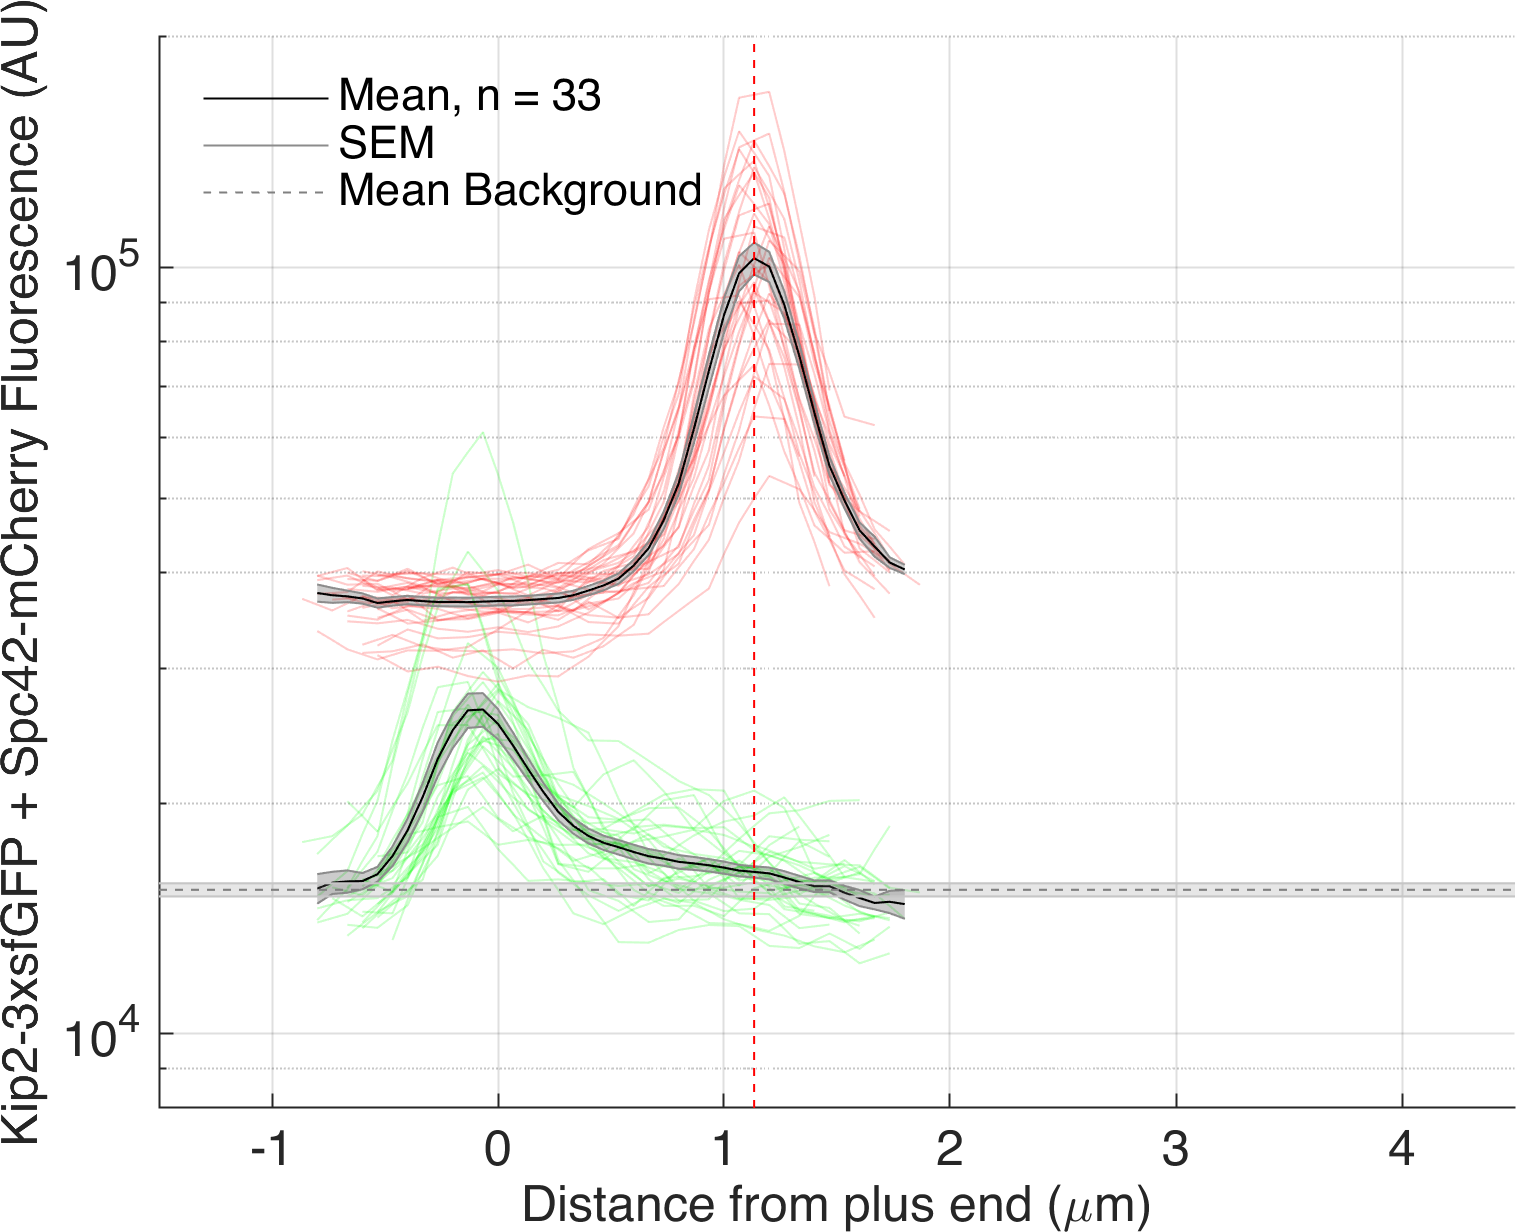 Kip2-3xsfGFP + Spc42-mCherry Fluorescence (AU)
Mean, n = 33
SEM
Mean Background
10^5
10^4
-1 0 1 2 3 4
Distance from plus end (μm)